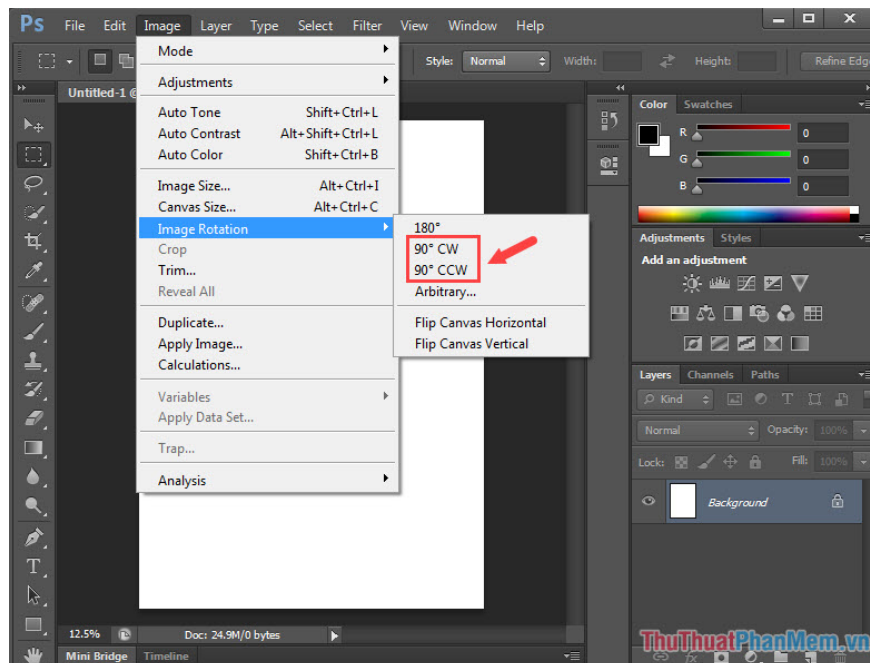 Ps File Edit Image Layer Type Select Filter View Window Help
Style: Normal Width: Height: Refine Edg
Untitled-1 @
Mode
Adjustments
Auto Tone Shift+Ctrl+L
Auto Contrast Alt+Shift+Ctrl+L
Auto Color Shift+Ctrl+B
Image Size... Alt+Ctrl+I
Canvas Size... Alt+Ctrl+C
Image Rotation
Crop
Trim...
Reveal All
Duplicate...
Apply Image...
Calculations...
Variables
Apply Data Set...
Trap...
Analysis
180°
90° CW
90° CCW
Arbitrary...
Flip Canvas Horizontal
Flip Canvas Vertical
Color Swatches
R 0
G 0
B 0
Adjustments Styles
Add an adjustment
Layers Channels Paths
Kind
Normal Opacity: 100%
Lock: Fill: 100%
Background
12.5% Doc: 24.9M/0 bytes
Mini Bridge Timeline
ThuThuatPhanMem.vn